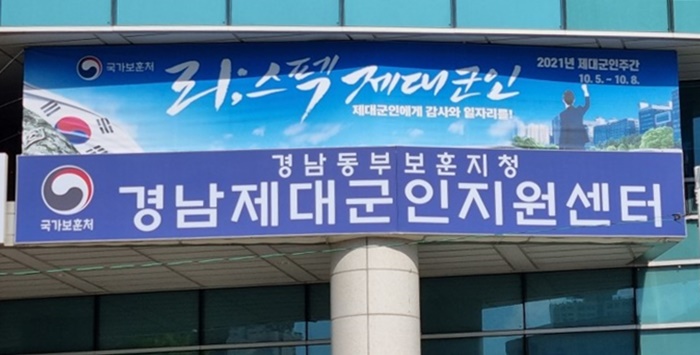 국가보훈처
리;스펙 제대군인
제대군인에게 감사와 일자리를!
2021년 제대군인주간
10. 5. ~ 10. 8.
경남동부보훈지청
국가보훈처
경남제대군인지원센터